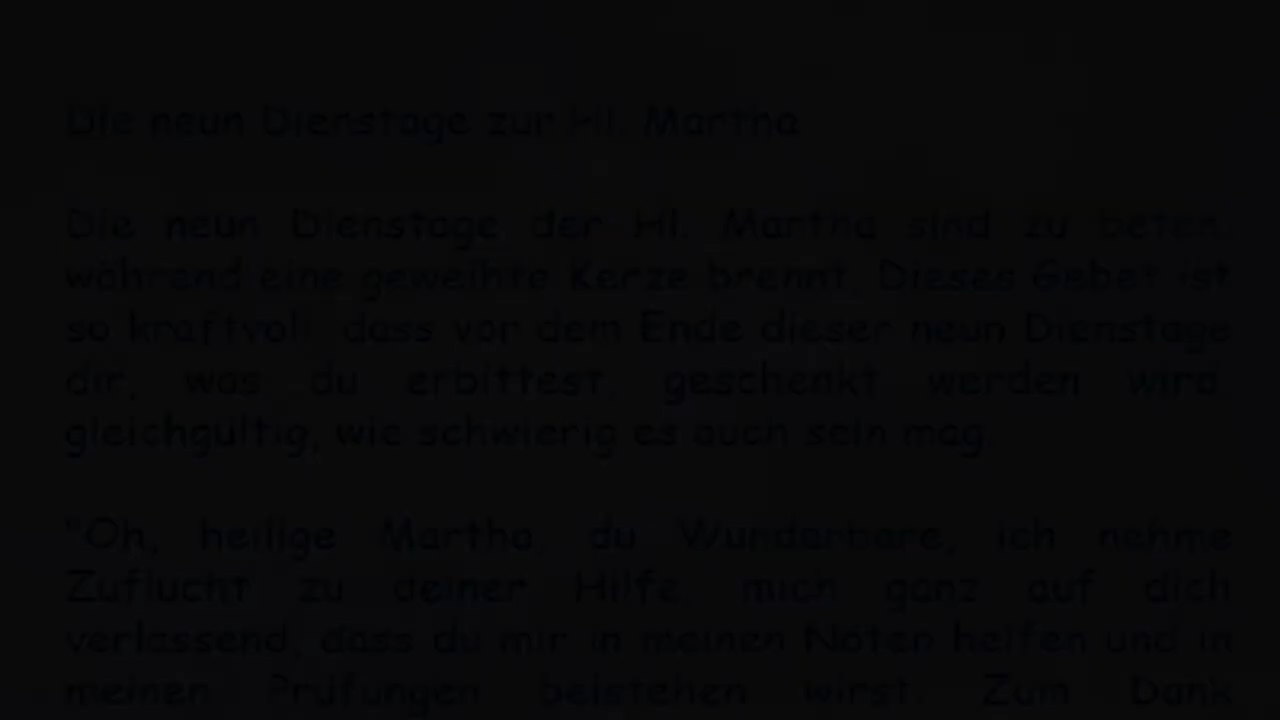 Die neun Dienstage zur Hl. Martha
Die neun Dienstage der Hl. Martha sind zu beten,
während eine geweihte Kerze brennt. Dieses Gebet ist
so kraftvoll, dass vor dem Ende dieser neun Dienstage
dir, was du erbittest, geschenkt werden wird,
gleichgültig, wie schwierig es auch sein mag.
"Oh, heilige Martha, du Wunderbare, ich nehme
Zuflucht zu deiner Hilfe, mich ganz auf dich
verlassend, dass du mir in meinen Nöten helfen und in
meinen Prüfungen beistehen wirst. Zum Dank